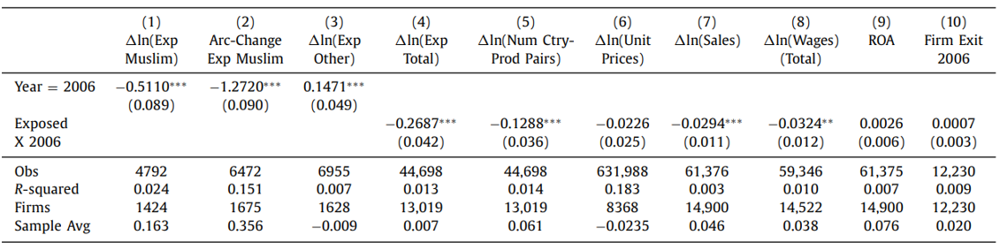 (1) (2) (3) (4) (5) (6) (7) (8) (9) (10)
Δln(Exp Arc-Change Δln(Exp Δln(Exp Δln(Num Ctry- Δln(Unit Δln(Sales) Δln(Wages) ROA Firm Exit
Muslim) Exp Muslim Other) Total) Prod Pairs) Prices) (Total) 2006
Year = 2006 −0.5110*** −1.2720*** 0.1471***
(0.089) (0.090) (0.049)
Exposed −0.2687*** −0.1288*** −0.0226 −0.0294*** −0.0324** 0.0026 0.0007
X 2006 (0.042) (0.036) (0.025) (0.011) (0.012) (0.006) (0.003)
Obs 4792 6472 6955 44,698 44,698 631,988 61,376 59,346 61,375 12,230
R-squared 0.024 0.151 0.007 0.013 0.014 0.183 0.003 0.010 0.007 0.009
Firms 1424 1675 1628 13,019 13,019 8368 14,900 14,522 14,900 12,230
Sample Avg 0.163 0.356 −0.009 0.007 0.061 −0.0235 0.046 0.038 0.076 0.020